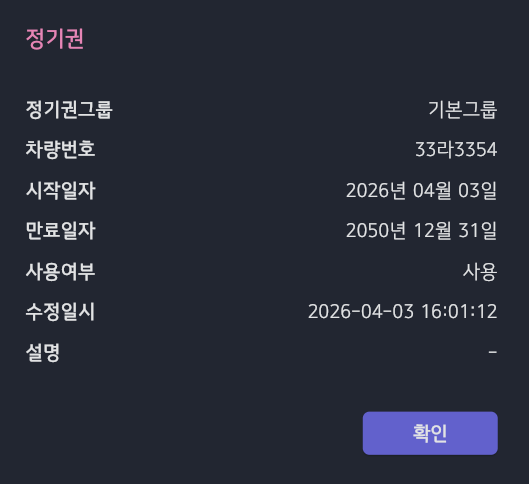 정기권
정기권그룹 기본그룹
차량번호 33라3354
시작일자 2026년 04월 03일
만료일자 2050년 12월 31일
사용여부 사용
수정일시 2026-04-03 16:01:12
설명 -
확인